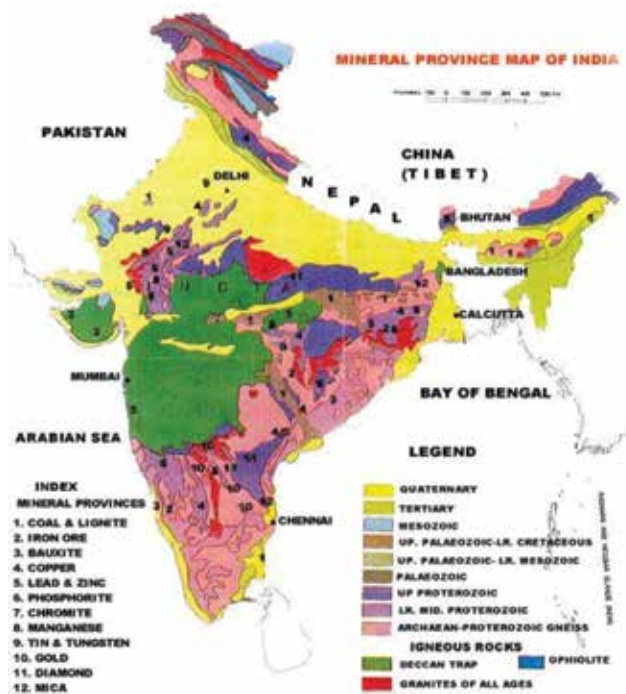 MINERAL PROVINCE MAP OF INDIA
PAKISTAN
CHINA
(TIBET)
DELHI
NEPAL
BHUTAN
BANGLADESH
INDIA
CALCUTTA
MUMBAI
BAY OF BENGAL
ARABIAN SEA
CHENNAI
INDEX
MINERAL PROVINCES
1. COAL & LIGNITE
2. IRON ORE
3. BAUXITE
4. COPPER
5. LEAD & ZINC
6. PHOSPHORITE
7. CHROMITE
8. MANGANESE
9. TIN & TUNGSTEN
10. GOLD
11. DIAMOND
12. MICA
LEGEND
QUATERNARY
TERTIARY
MESOZOIC
UP. PALAEOZOIC-LR. CRETACEOUS
UP. PALAEOZOIC- LR. MESOZOIC
PALAEOZOIC
UP PROTEROZOIC
LR. MID. PROTEROZOIC
ARCHAEAN-PROTEROZOIC GNEISS
IGNEOUS ROCKS
DECCAN TRAP
OPHIOLITE
GRANITES OF ALL AGES